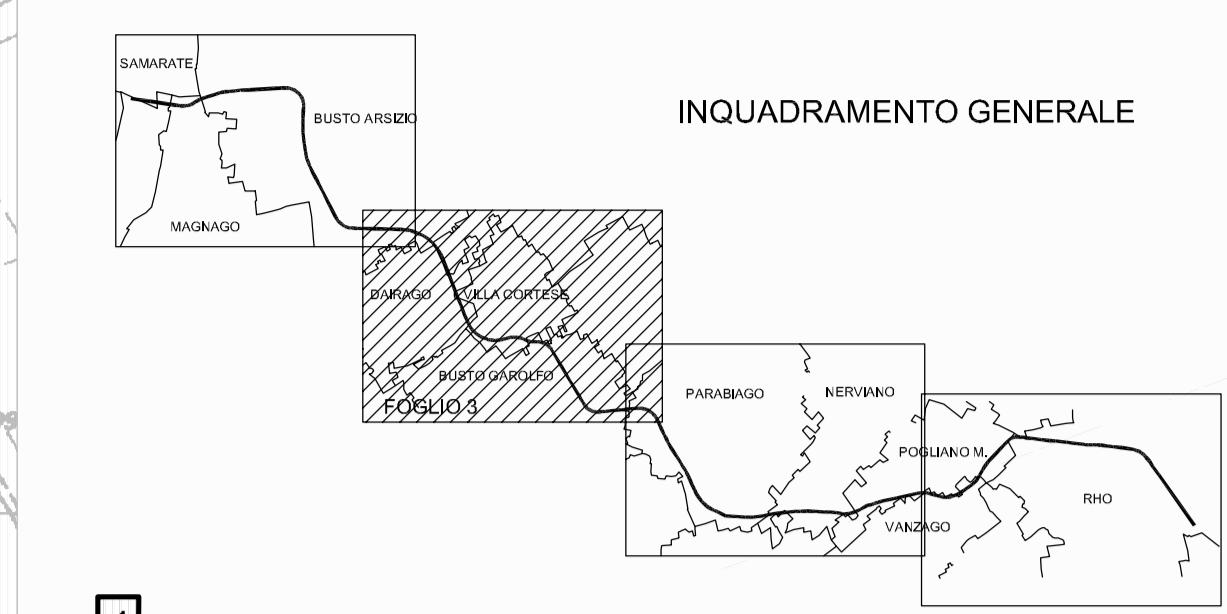 INQUADRAMENTO GENERALE
SAMARATE
BUSTO ARSIZIO
MAGNAGO
DAIRAGO
VILLA CORTESE
BUSTO GAROLFO
FOGLIO 3
PARABIAGO
NERVIANO
POGLIANO M.
VANZAGO
RHO